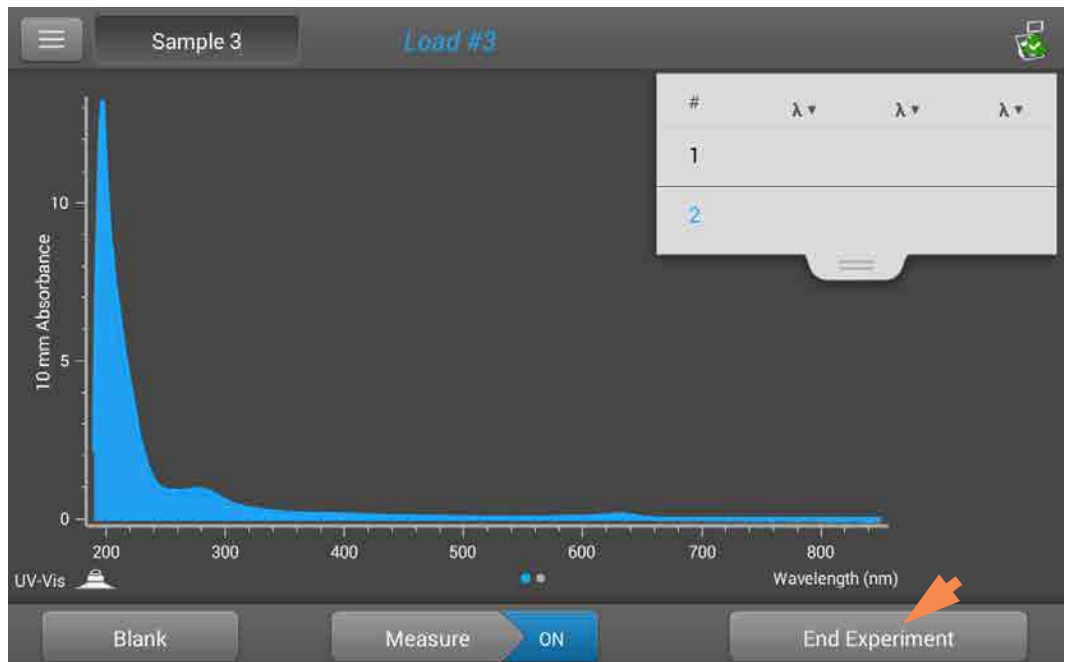 Sample 3
Load #3
# λ λ λ
1
2
10
5
0
10 mm Absorbance
200 300 400 500 600 700 800
UV-Vis
Wavelength (nm)
Blank
Measure
ON
End Experiment